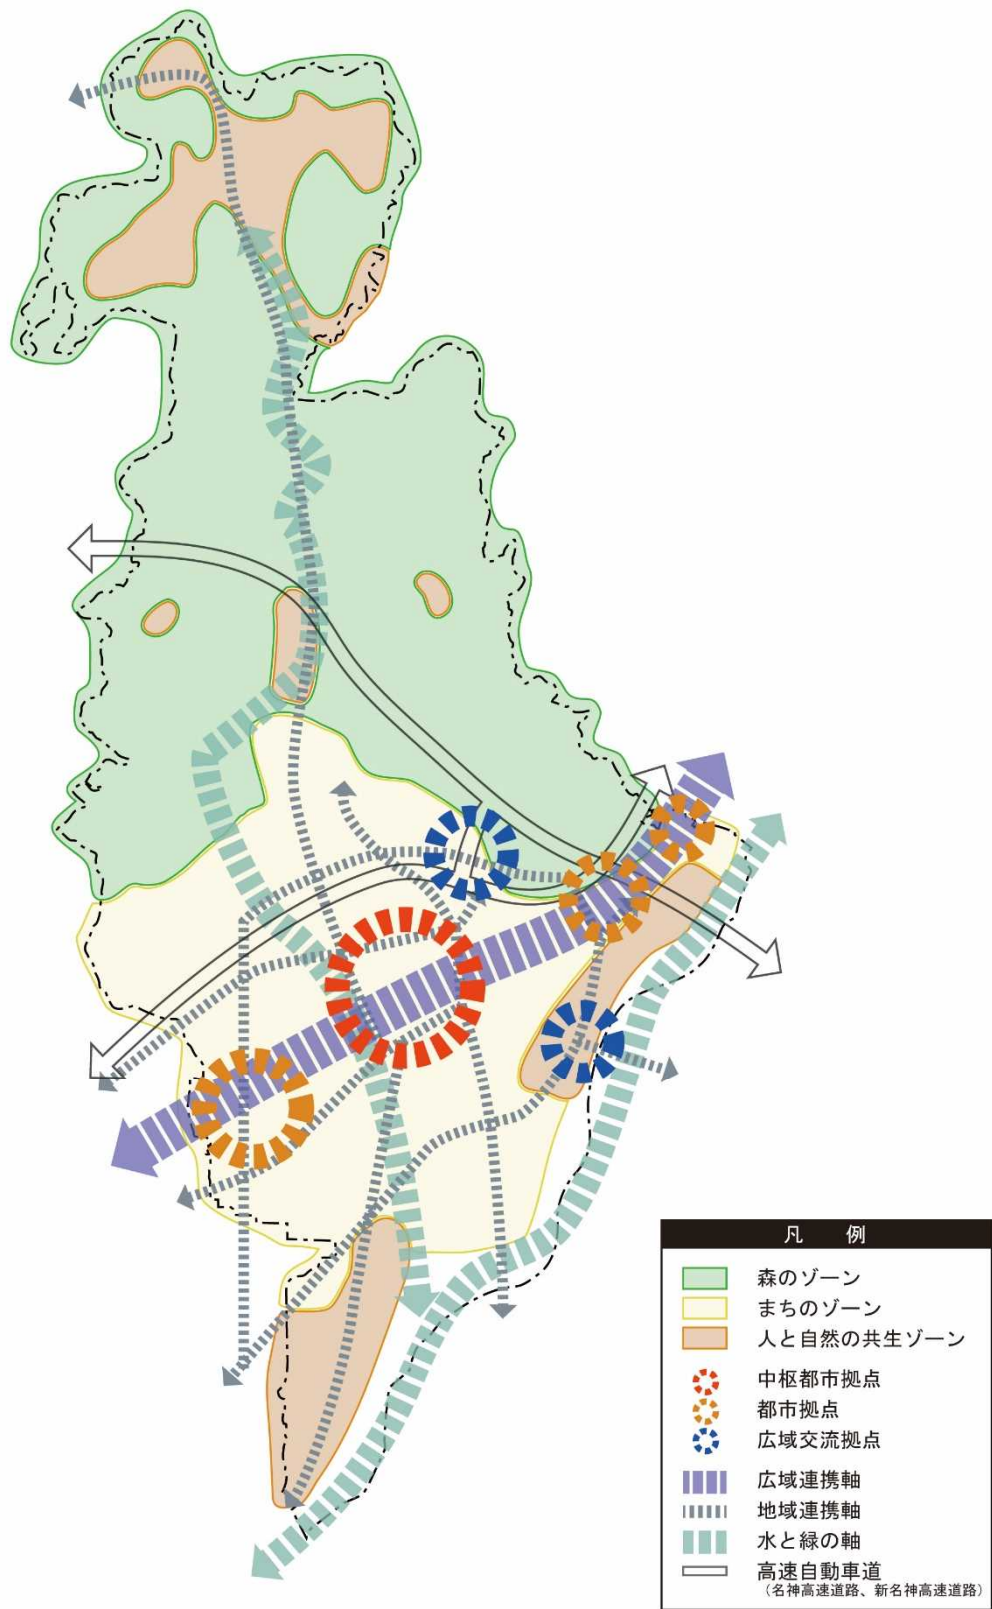 凡　例
森のゾーン
まちのゾーン
人と自然の共生ゾーン
中枢都市拠点
都市拠点
広域交流拠点
広域連携軸
地域連携軸
水と緑の軸
高速自動車道
（名神高速道路、新名神高速道路）